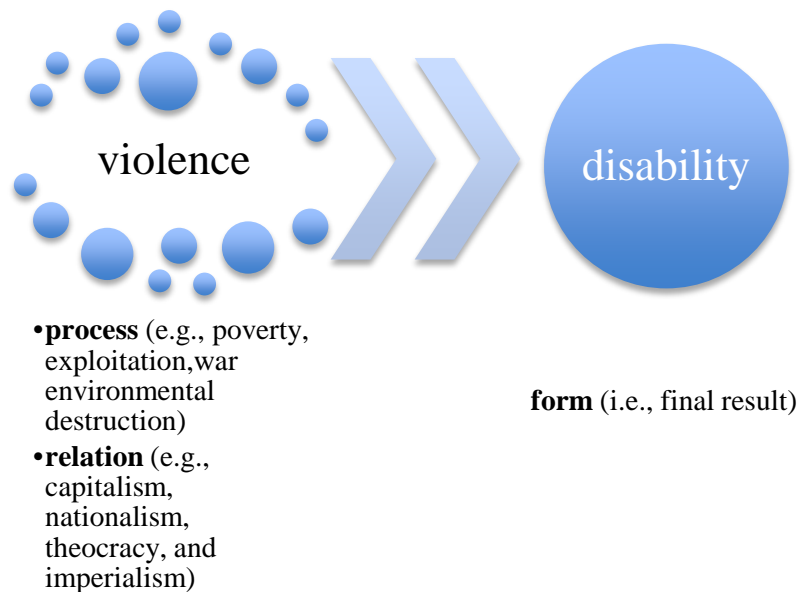 violence
disability
•process (e.g., poverty,
exploitation,war
environmental
destruction)
•relation (e.g.,
capitalism,
nationalism,
theocracy, and
imperialism)
form (i.e., final result)